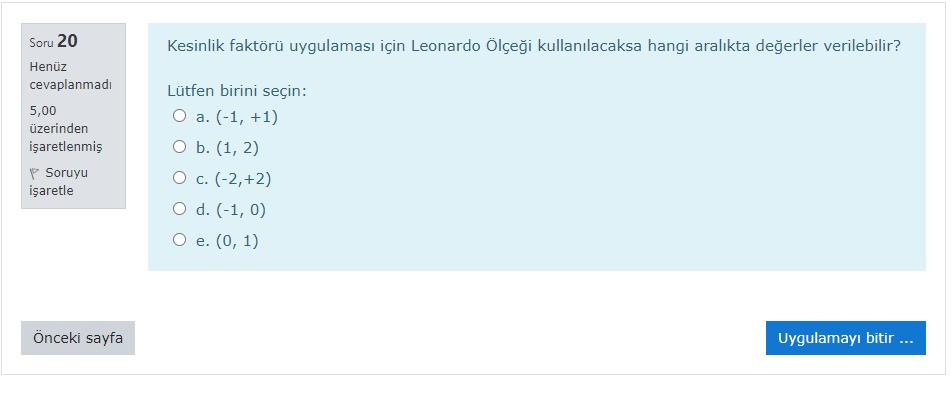 Soru 20
Henüz
cevaplanmadı
5,00
üzerinden
işaretlenmiş
Soruyu
işaretle
Kesinlik faktörü uygulaması için Leonardo Ölçeği kullanılacaksa hangi aralıkta değerler verilebilir?
Lütfen birini seçin:
a. (-1, +1)
b. (1, 2)
c. (-2,+2)
d. (-1, 0)
e. (0, 1)
Önceki sayfa
Uygulamayı bitir ...